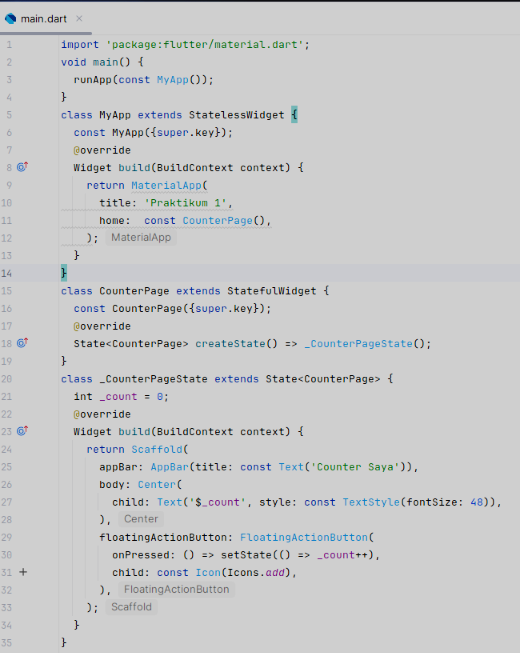 main.dart
1 import 'package:flutter/material.dart';
2 void main() {
3 runApp(const MyApp());
4 }
5 class MyApp extends StatelessWidget {
6 const MyApp({super.key});
7 @override
8 Widget build(BuildContext context) {
9 return MaterialApp(
10 title: 'Praktikum 1',
11 home: const CounterPage(),
12 ); MaterialApp
13 }
14 }
15 class CounterPage extends StatefulWidget {
16 const CounterPage({super.key});
17 @override
18 State<CounterPage> createState() => _CounterPageState();
19 }
20 class _CounterPageState extends State<CounterPage> {
21 int _count = 0;
22 @override
23 Widget build(BuildContext context) {
24 return Scaffold(
25 appBar: AppBar(title: const Text('Counter Saya')),
26 body: Center(
27 child: Text('$_count', style: const TextStyle(fontSize: 48)),
28 ), Center
29 floatingActionButton: FloatingActionButton(
30 onPressed: () => setState(() => _count++),
31 child: const Icon(Icons.add),
32 ), FloatingActionButton
33 ); Scaffold
34 }
35 }